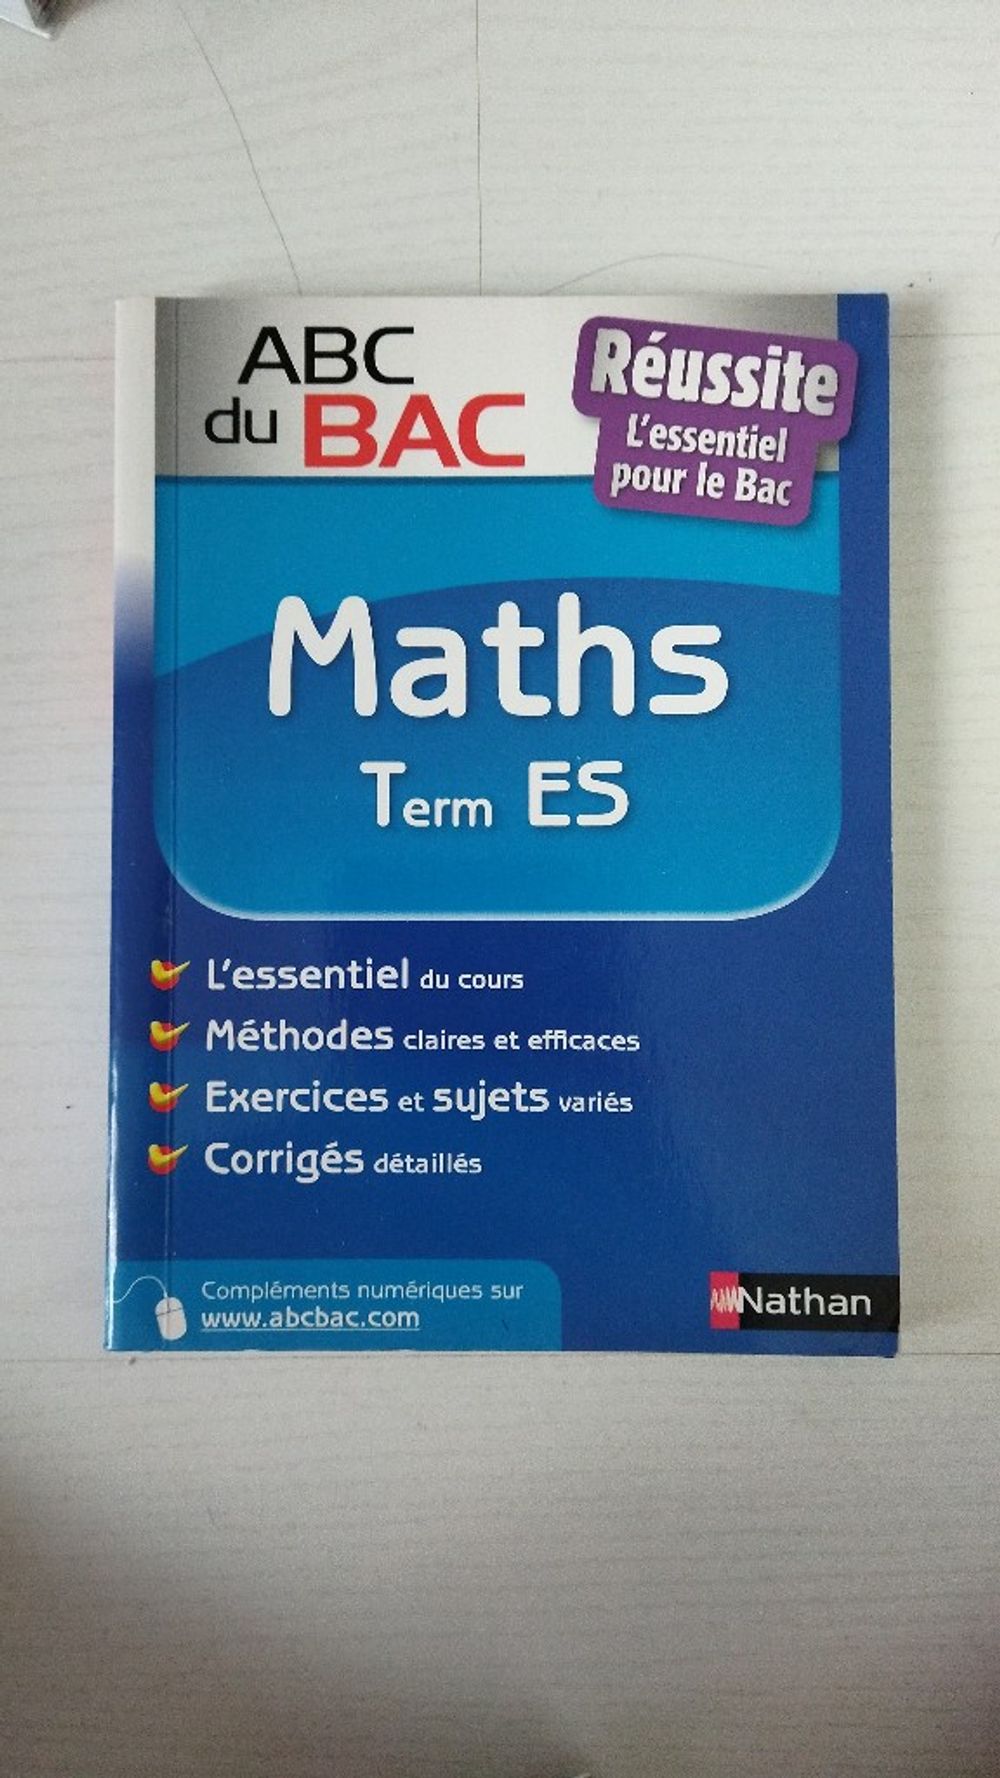 ABC
du BAC
Réussite
L'essentiel
pour le Bac
Maths
Term ES
L'essentiel du cours
Méthodes claires et efficaces
Exercices et sujets variés
Corrigés détaillés
Compléments numériques sur
www.abcbac.com
Nathan